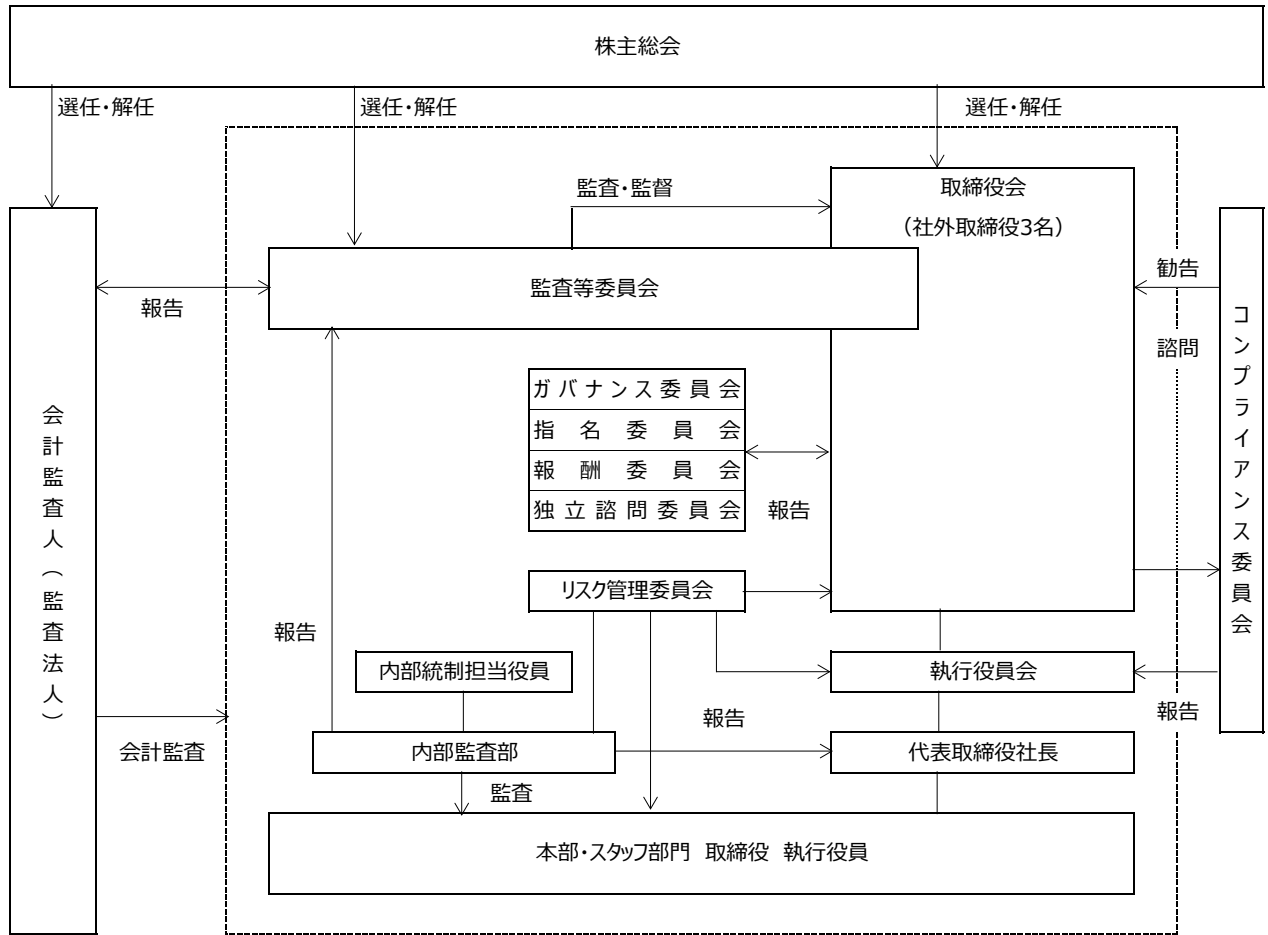 株主総会
選任・解任
選任・解任
選任・解任
監査・監督
取締役会
（社外取締役3名）
監査等委員会
報告
勧告
諮問
コンプライアンス委員会
会計監査人（監査法人）
ガバナンス委員会
指名委員会
報酬委員会
独立諮問委員会
報告
リスク管理委員会
報告
内部統制担当役員
執行役員会
報告
報告
内部監査部
代表取締役社長
会計監査
監査
本部・スタッフ部門 取締役 執行役員